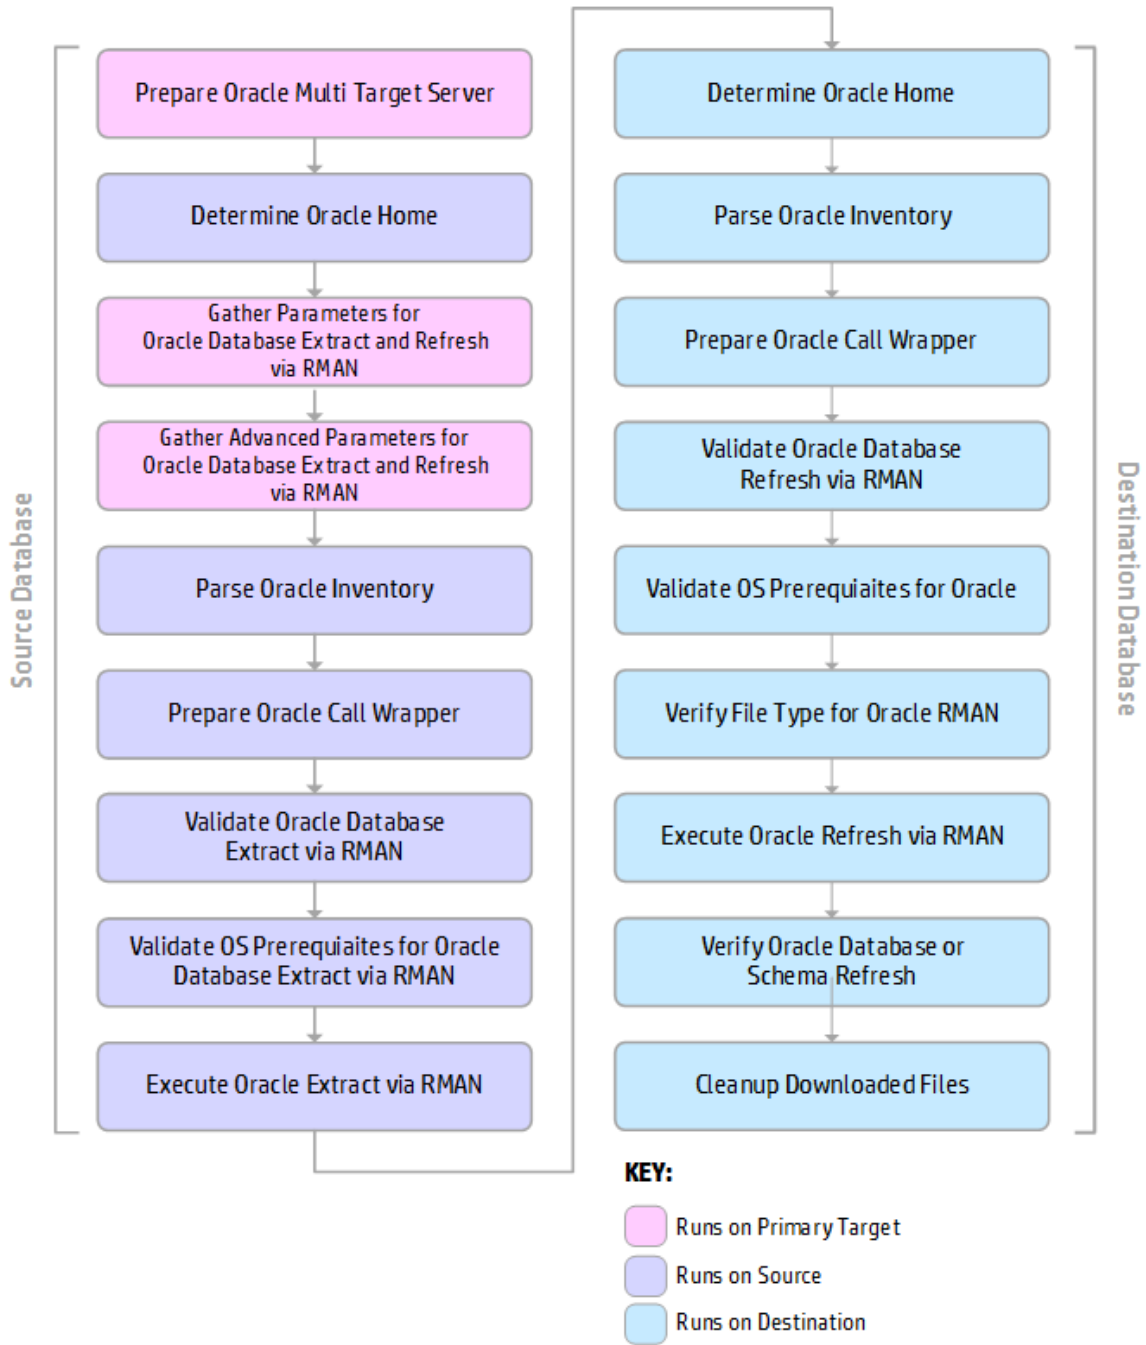 Source Database
Prepare Oracle Multi Target Server
Determine Oracle Home
Gather Parameters for
Oracle Database Extract and Refresh
via RMAN
Gather Advanced Parameters for
Oracle Database Extract and Refresh
via RMAN
Parse Oracle Inventory
Prepare Oracle Call Wrapper
Validate Oracle Database
Extract via RMAN
Validate OS Prerequiaites for Oracle
Database Extract via RMAN
Execute Oracle Extract via RMAN
Determine Oracle Home
Parse Oracle Inventory
Prepare Oracle Call Wrapper
Validate Oracle Database
Refresh via RMAN
Validate OS Prerequiaites for Oracle
Verify File Type for Oracle RMAN
Execute Oracle Refresh via RMAN
Verify Oracle Database or
Schema Refresh
Cleanup Downloaded Files
Destination Database
KEY:
Runs on Primary Target
Runs on Source
Runs on Destination